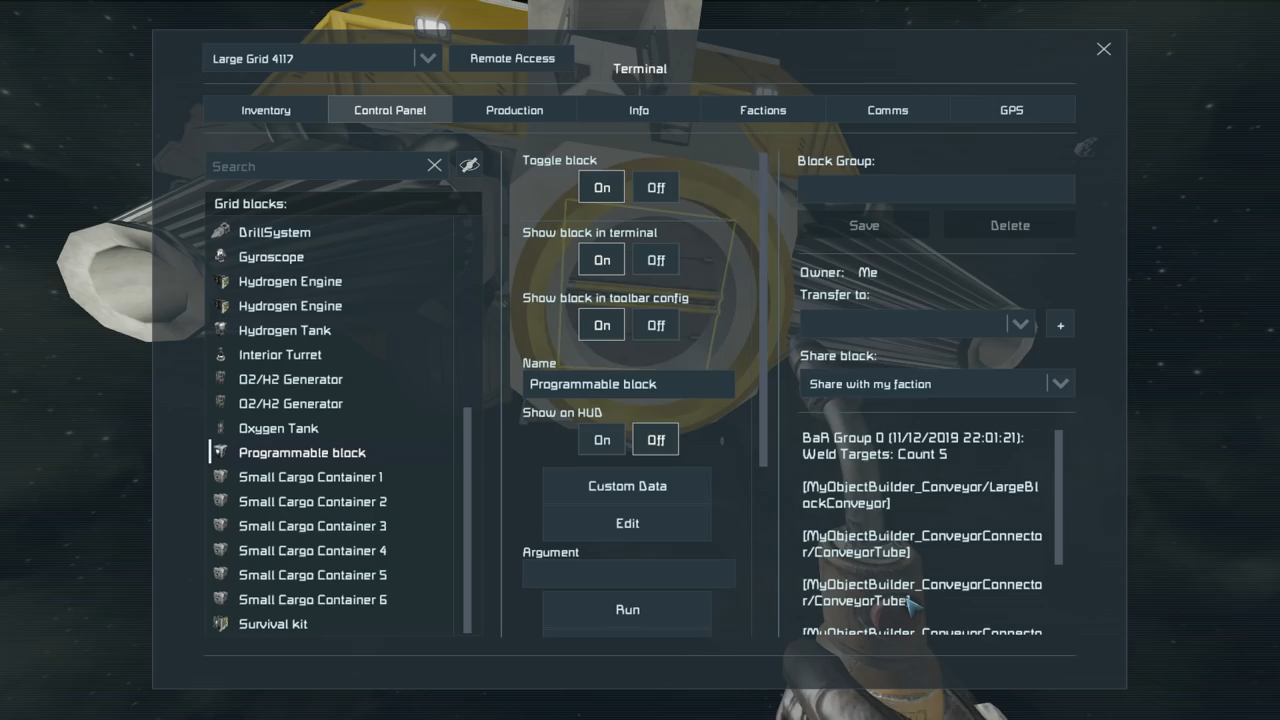 Large Grid 4117
Remote Access
Terminal
Inventory
Control Panel
Production
Info
Factions
Comms
GPS
Search
Grid blocks:
DrillSystem
Gyroscope
Hydrogen Engine
Hydrogen Engine
Hydrogen Tank
Interior Turret
O2/H2 Generator
O2/H2 Generator
Oxygen Tank
Programmable block
Small Cargo Container 1
Small Cargo Container 2
Small Cargo Container 3
Small Cargo Container 4
Small Cargo Container 5
Small Cargo Container 6
Survival kit
Toggle block
On Off
Show block in terminal
On Off
Show block in toolbar config
On Off
Name
Programmable block
Show on HUD
On Off
Custom Data
Edit
Argument
Run
Block Group:
Save
Delete
Owner: Me
Transfer to:
+
Share block:
Share with my faction
BaR Group 0 (11/12/2019 22:01:21):
Weld Targets: Count 5
[MyObjectBuilder_Conveyor/LargeBl
ockConveyor]
[MyObjectBuilder_ConveyorConnecto
r/ConveyorTube]
[MyObjectBuilder_ConveyorConnecto
r/ConveyorTube]
[MyObjectBuilder_ConveyorConnecto